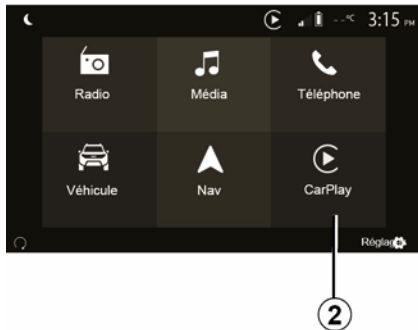 --°C 3:15 PM
Radio Média Téléphone
Véhicule Nav CarPlay
Réglages
2